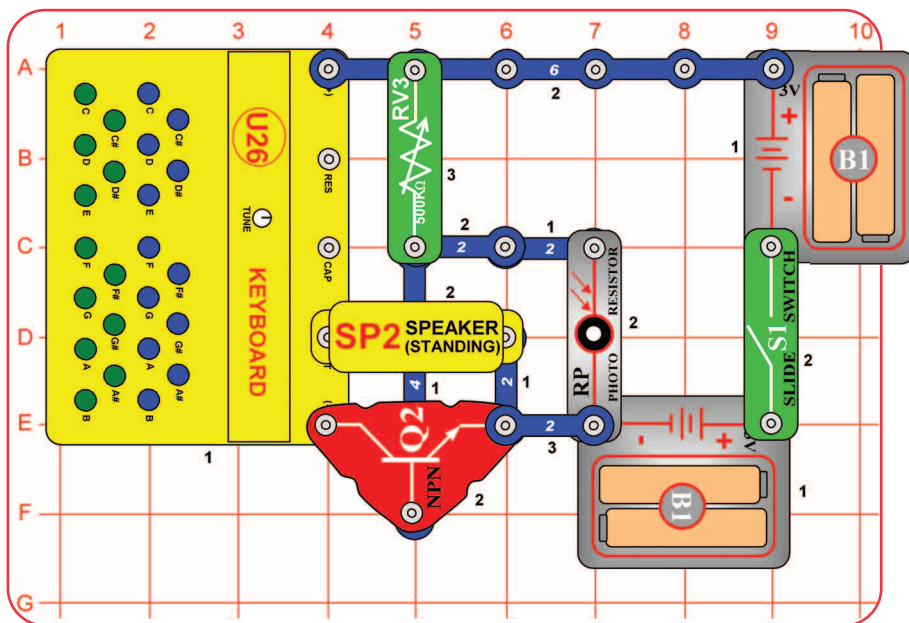 1 2 3 4 5 6 7 8 9 10
A
B
C
D
E
F
G
C C
C# C#
D D
D# D#
E E
F F
F# F#
G G
G# G#
A A
A# A#
B B
U26
TUNE
KEYBOARD
+)
RES
CAP
T
(
1
RV3
500KΩ
3
6
2
2
2
1
2
2
4
1
2
1
2
3
SP2 SPEAKER
(STANDING)
Q2
NPN
2
RP
PHOTO RESISTOR
2
3V
+
-
1
B1
S1
SLIDE SWITCH
2
- +
V
B1
1